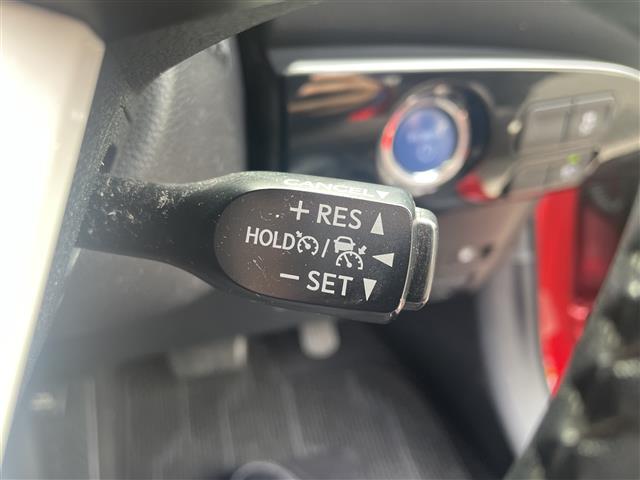 CANCEL▼
+ RES ▲
HOLD / ◀
− SET ▼